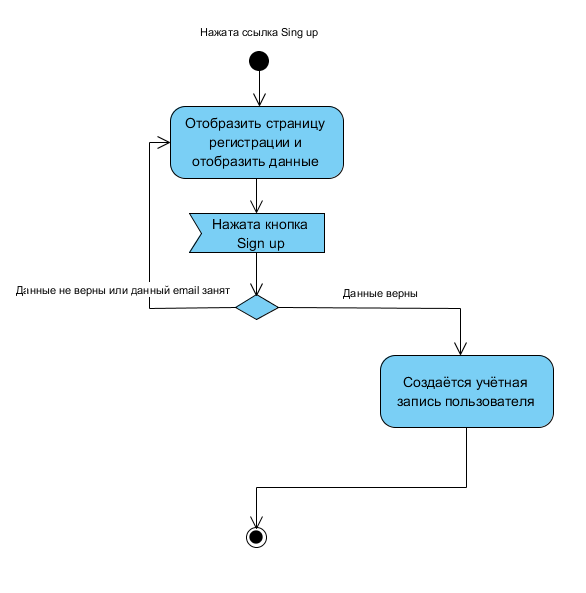 Нажата ссылка Sing up
Отобразить страницу
регистрации и
отобразить данные
Нажата кнопка
Sign up
Данные не верны или данный email занят
Данные верны
Создаётся учётная
запись пользователя